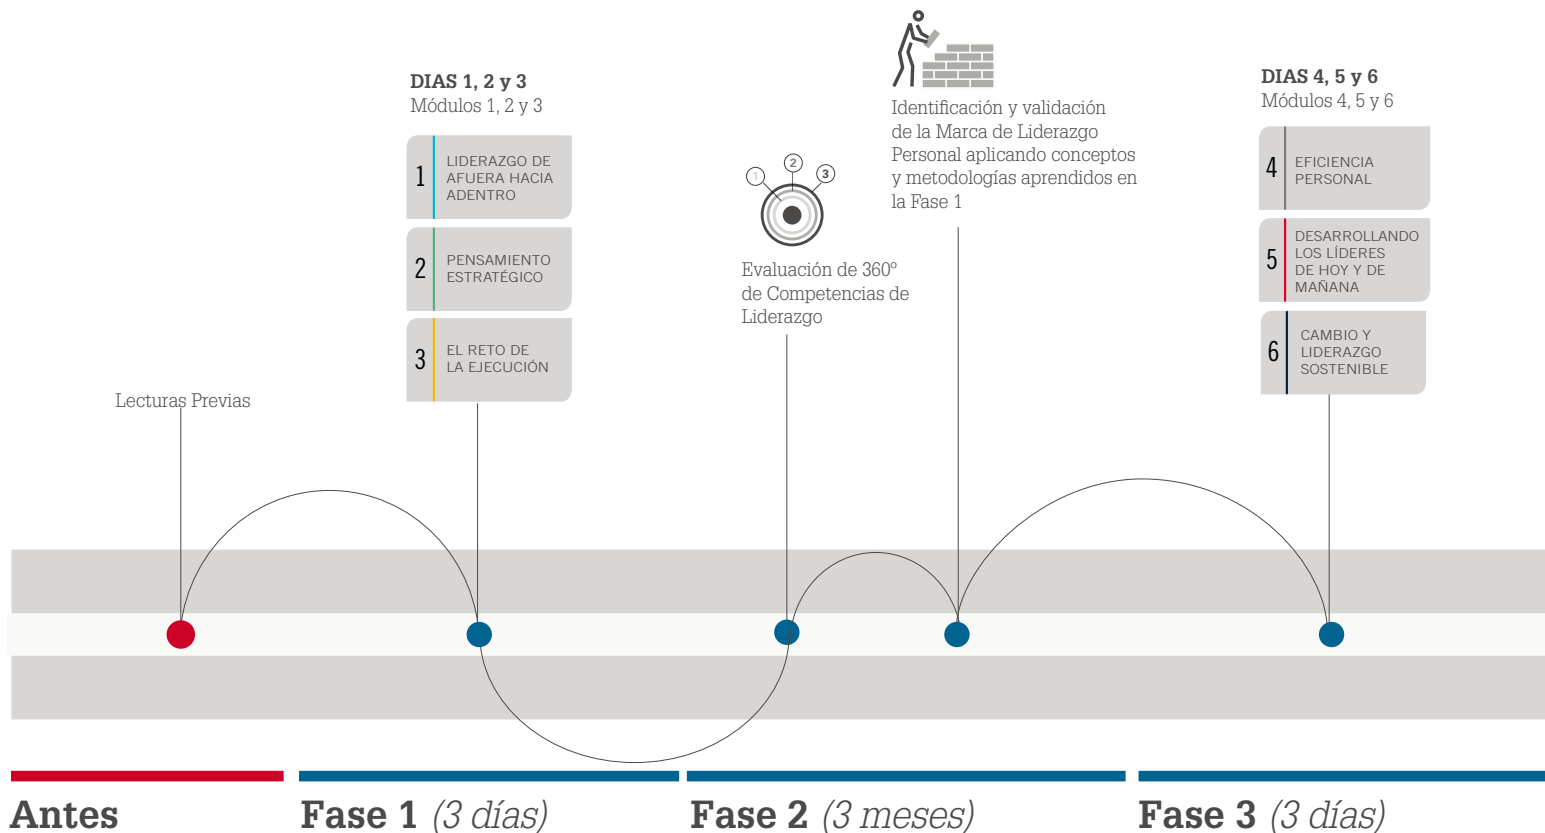 DIAS 1, 2 y 3
Módulos 1, 2 y 3
1
LIDERAZGO DE
AFUERA HACIA
ADENTRO
2
PENSAMIENTO
ESTRATÉGICO
3
EL RETO DE
LA EJECUCIÓN
Lecturas Previas
1
2
3
Evaluación de 360º
de Competencias de
Liderazgo
Identificación y validación
de la Marca de Liderazgo
Personal aplicando conceptos
y metodologías aprendidos en
la Fase 1
DIAS 4, 5 y 6
Módulos 4, 5 y 6
4
EFICIENCIA
PERSONAL
5
DESARROLLANDO
LOS LÍDERES
DE HOY Y DE
MAÑANA
6
CAMBIO Y
LIDERAZGO
SOSTENIBLE
Antes
Fase 1 (3 días)
Fase 2 (3 meses)
Fase 3 (3 días)